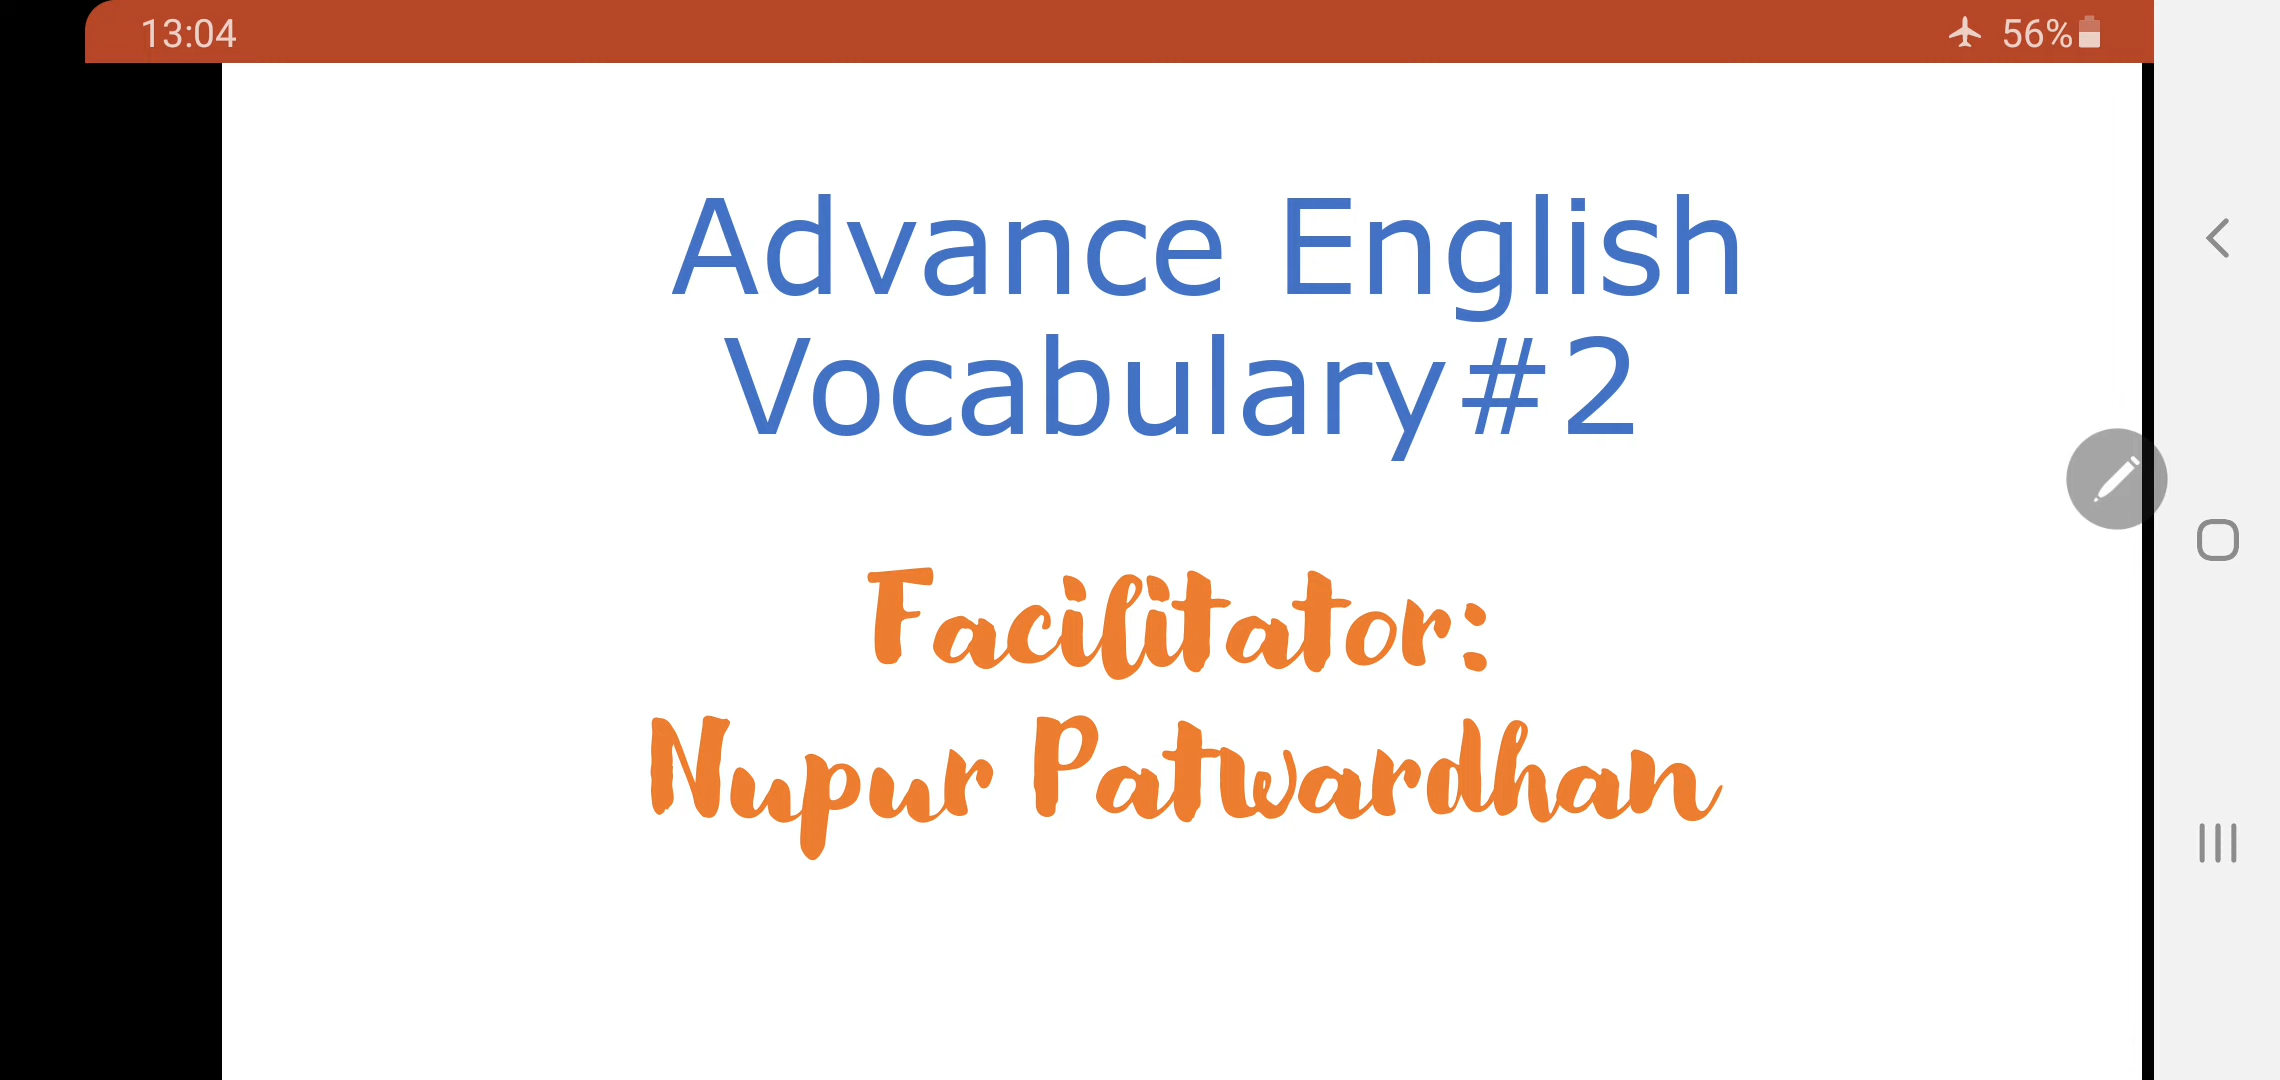 13:04
56%
Advance English
Vocabulary#2
Facilitator:
Nupur Patwardhan